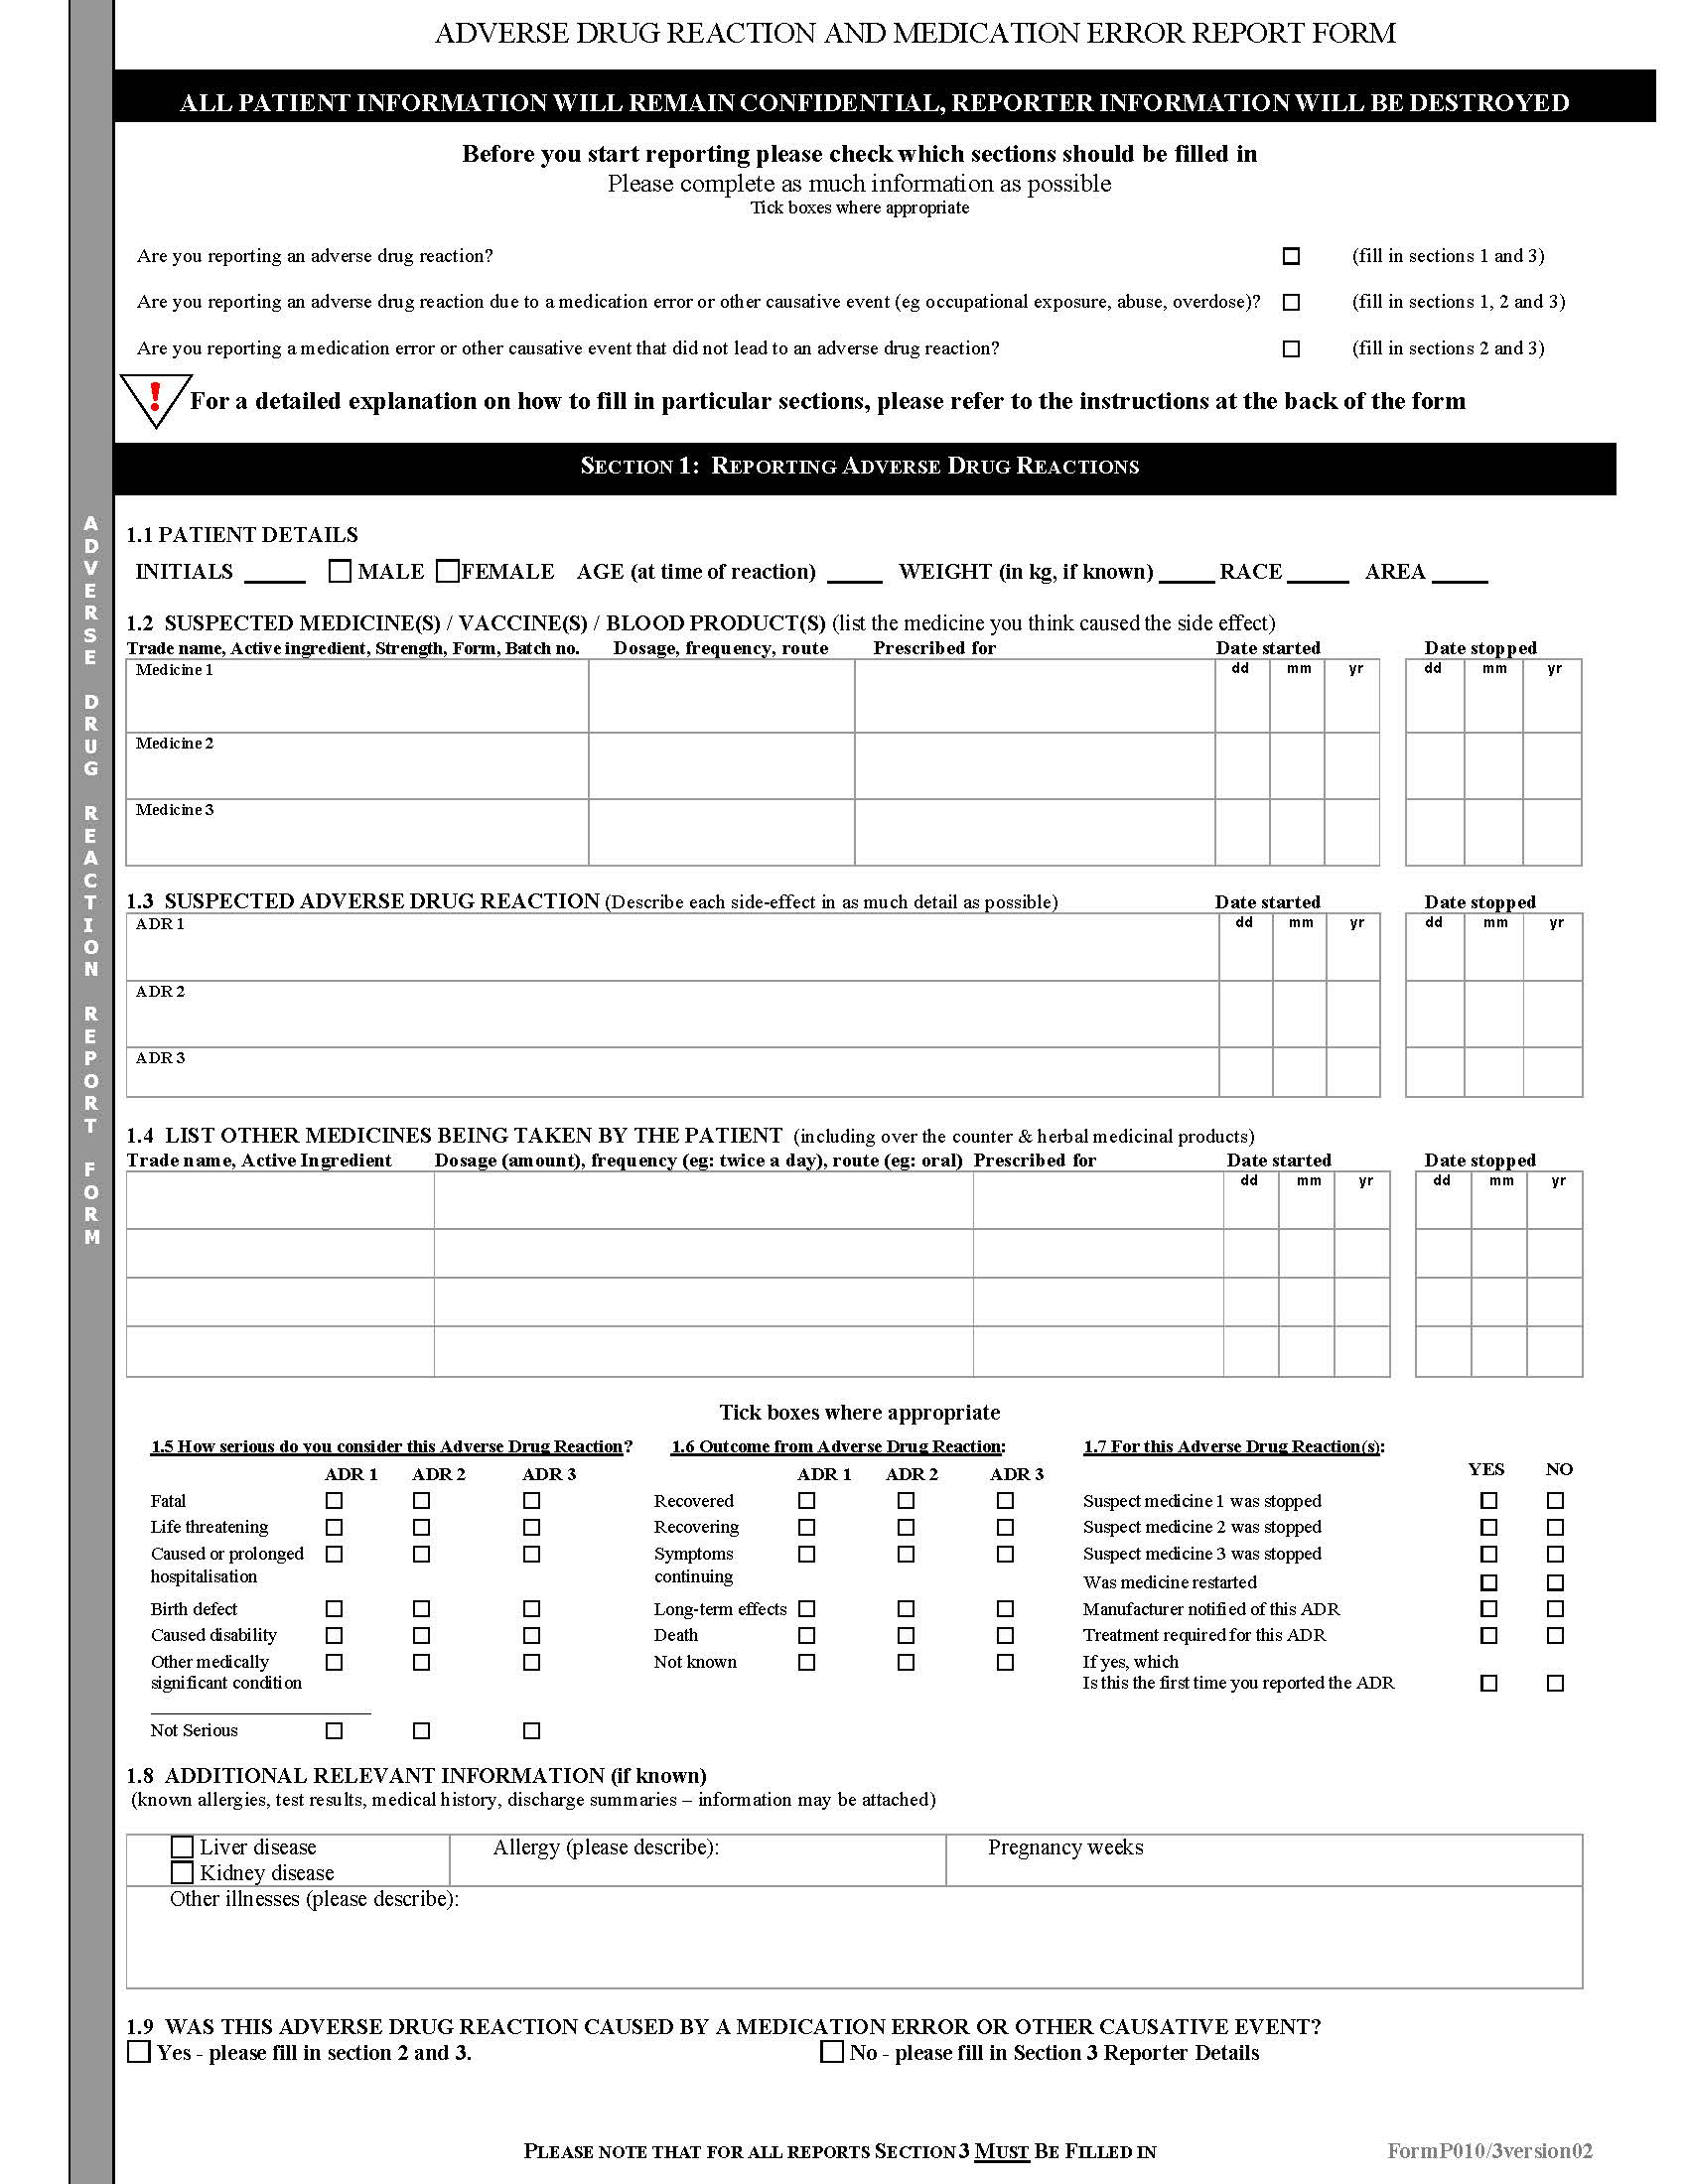 ADVERSE DRUG REACTION AND MEDICATION ERROR REPORT FORM
ALL PATIENT INFORMATION WILL REMAIN CONFIDENTIAL, REPORTER INFORMATION WILL BE DESTROYED
Before you start reporting please check which sections should be filled in
Please complete as much information as possible
Tick boxes where appropriate
Are you reporting an adverse drug reaction? ☐ (fill in sections 1 and 3)
Are you reporting an adverse drug reaction due to a medication error or other causative event (eg occupational exposure, abuse, overdose)? ☐ (fill in sections 1, 2 and 3)
Are you reporting a medication error or other causative event that did not lead to an adverse drug reaction? ☐ (fill in sections 2 and 3)
! For a detailed explanation on how to fill in particular sections, please refer to the instructions at the back of the form
SECTION 1: REPORTING ADVERSE DRUG REACTIONS
ADVERSE DRUG REACTION REPORT FORM
1.1 PATIENT DETAILS
INITIALS _____ ☐ MALE ☐ FEMALE AGE (at time of reaction) _____ WEIGHT (in kg, if known) _____ RACE _____ AREA _____
1.2 SUSPECTED MEDICINE(S) / VACCINE(S) / BLOOD PRODUCT(S) (list the medicine you think caused the side effect)
Trade name, Active ingredient, Strength, Form, Batch no. Dosage, frequency, route Prescribed for Date started Date stopped
Medicine 1 dd mm yr dd mm yr
Medicine 2
Medicine 3
1.3 SUSPECTED ADVERSE DRUG REACTION (Describe each side-effect in as much detail as possible) Date started Date stopped
ADR 1 dd mm yr dd mm yr
ADR 2
ADR 3
1.4 LIST OTHER MEDICINES BEING TAKEN BY THE PATIENT (including over the counter & herbal medicinal products)
Trade name, Active Ingredient Dosage (amount), frequency (eg: twice a day), route (eg: oral) Prescribed for Date started Date stopped
dd mm yr dd mm yr
Tick boxes where appropriate
1.5 How serious do you consider this Adverse Drug Reaction?
ADR 1 ADR 2 ADR 3
Fatal ☐ ☐ ☐
Life threatening ☐ ☐ ☐
Caused or prolonged ☐ ☐ ☐
hospitalisation
Birth defect ☐ ☐ ☐
Caused disability ☐ ☐ ☐
Other medically ☐ ☐ ☐
significant condition
Not Serious ☐ ☐ ☐
1.6 Outcome from Adverse Drug Reaction:
ADR 1 ADR 2 ADR 3
Recovered ☐ ☐ ☐
Recovering ☐ ☐ ☐
Symptoms ☐ ☐ ☐
continuing
Long-term effects ☐ ☐ ☐
Death ☐ ☐ ☐
Not known ☐ ☐ ☐
1.7 For this Adverse Drug Reaction(s):
YES NO
Suspect medicine 1 was stopped ☐ ☐
Suspect medicine 2 was stopped ☐ ☐
Suspect medicine 3 was stopped ☐ ☐
Was medicine restarted ☐ ☐
Manufacturer notified of this ADR ☐ ☐
Treatment required for this ADR ☐ ☐
If yes, which
Is this the first time you reported the ADR ☐ ☐
1.8 ADDITIONAL RELEVANT INFORMATION (if known)
(known allergies, test results, medical history, discharge summaries – information may be attached)
☐ Liver disease Allergy (please describe): Pregnancy weeks
☐ Kidney disease
Other illnesses (please describe):
1.9 WAS THIS ADVERSE DRUG REACTION CAUSED BY A MEDICATION ERROR OR OTHER CAUSATIVE EVENT?
☐ Yes - please fill in section 2 and 3. ☐ No - please fill in Section 3 Reporter Details
PLEASE NOTE THAT FOR ALL REPORTS SECTION 3 MUST BE FILLED IN
FormP010/3version02